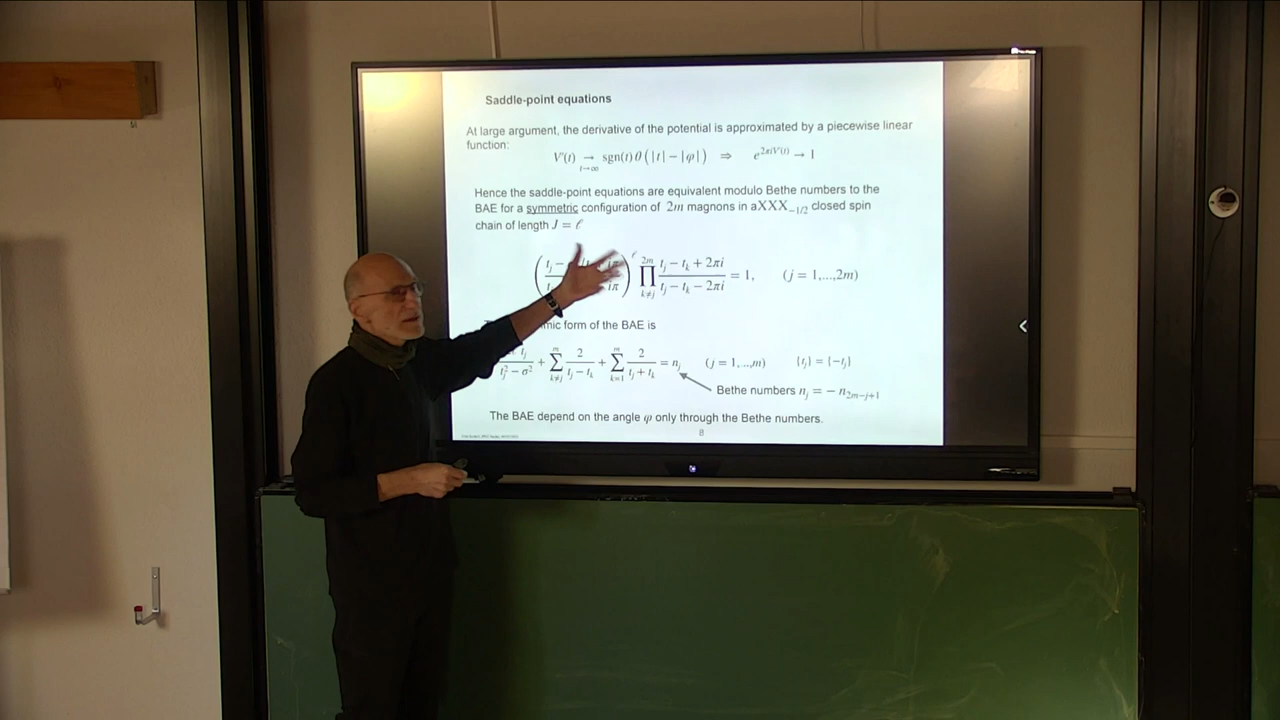 Saddle-point equations
At large argument, the derivative of the potential is approximated by a piecewise linear
function:
V'(t) → sgn(t) θ ( |t| − |φ| ) ⇒ e^{2πiV'(t)} → 1
t→∞
Hence the saddle-point equations are equivalent modulo Bethe numbers to the
BAE for a symmetric configuration of 2m magnons in aXXX_{−1/2} closed spin
chain of length J = ℓ
∏_{k≠j}^{2m} (t_j − t_k + 2πi)/(t_j − t_k − 2πi) = 1, (j = 1,...,2m)
form of the BAE is
t_j/(t_j^2 − σ^2) + ∑_{k≠j}^{m} 2/(t_j − t_k) + ∑_{k=1}^{m} 2/(t_j + t_k) = n_j (j = 1,...,m) {t_j} = {−t_j}
Bethe numbers n_j = − n_{2m−j+1}
The BAE depend on the angle φ only through the Bethe numbers.
8